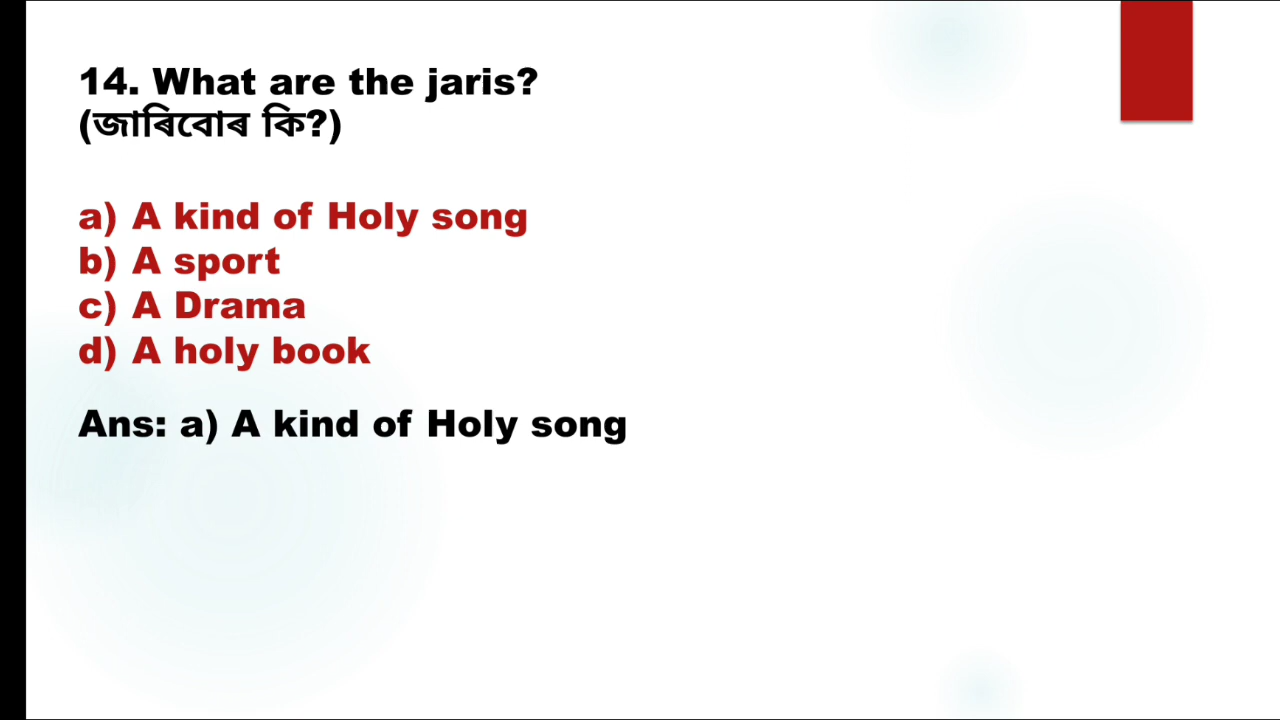 14. What are the jaris?
(জাৰিবোৰ কি?)
a) A kind of Holy song
b) A sport
c) A Drama
d) A holy book
Ans: a) A kind of Holy song